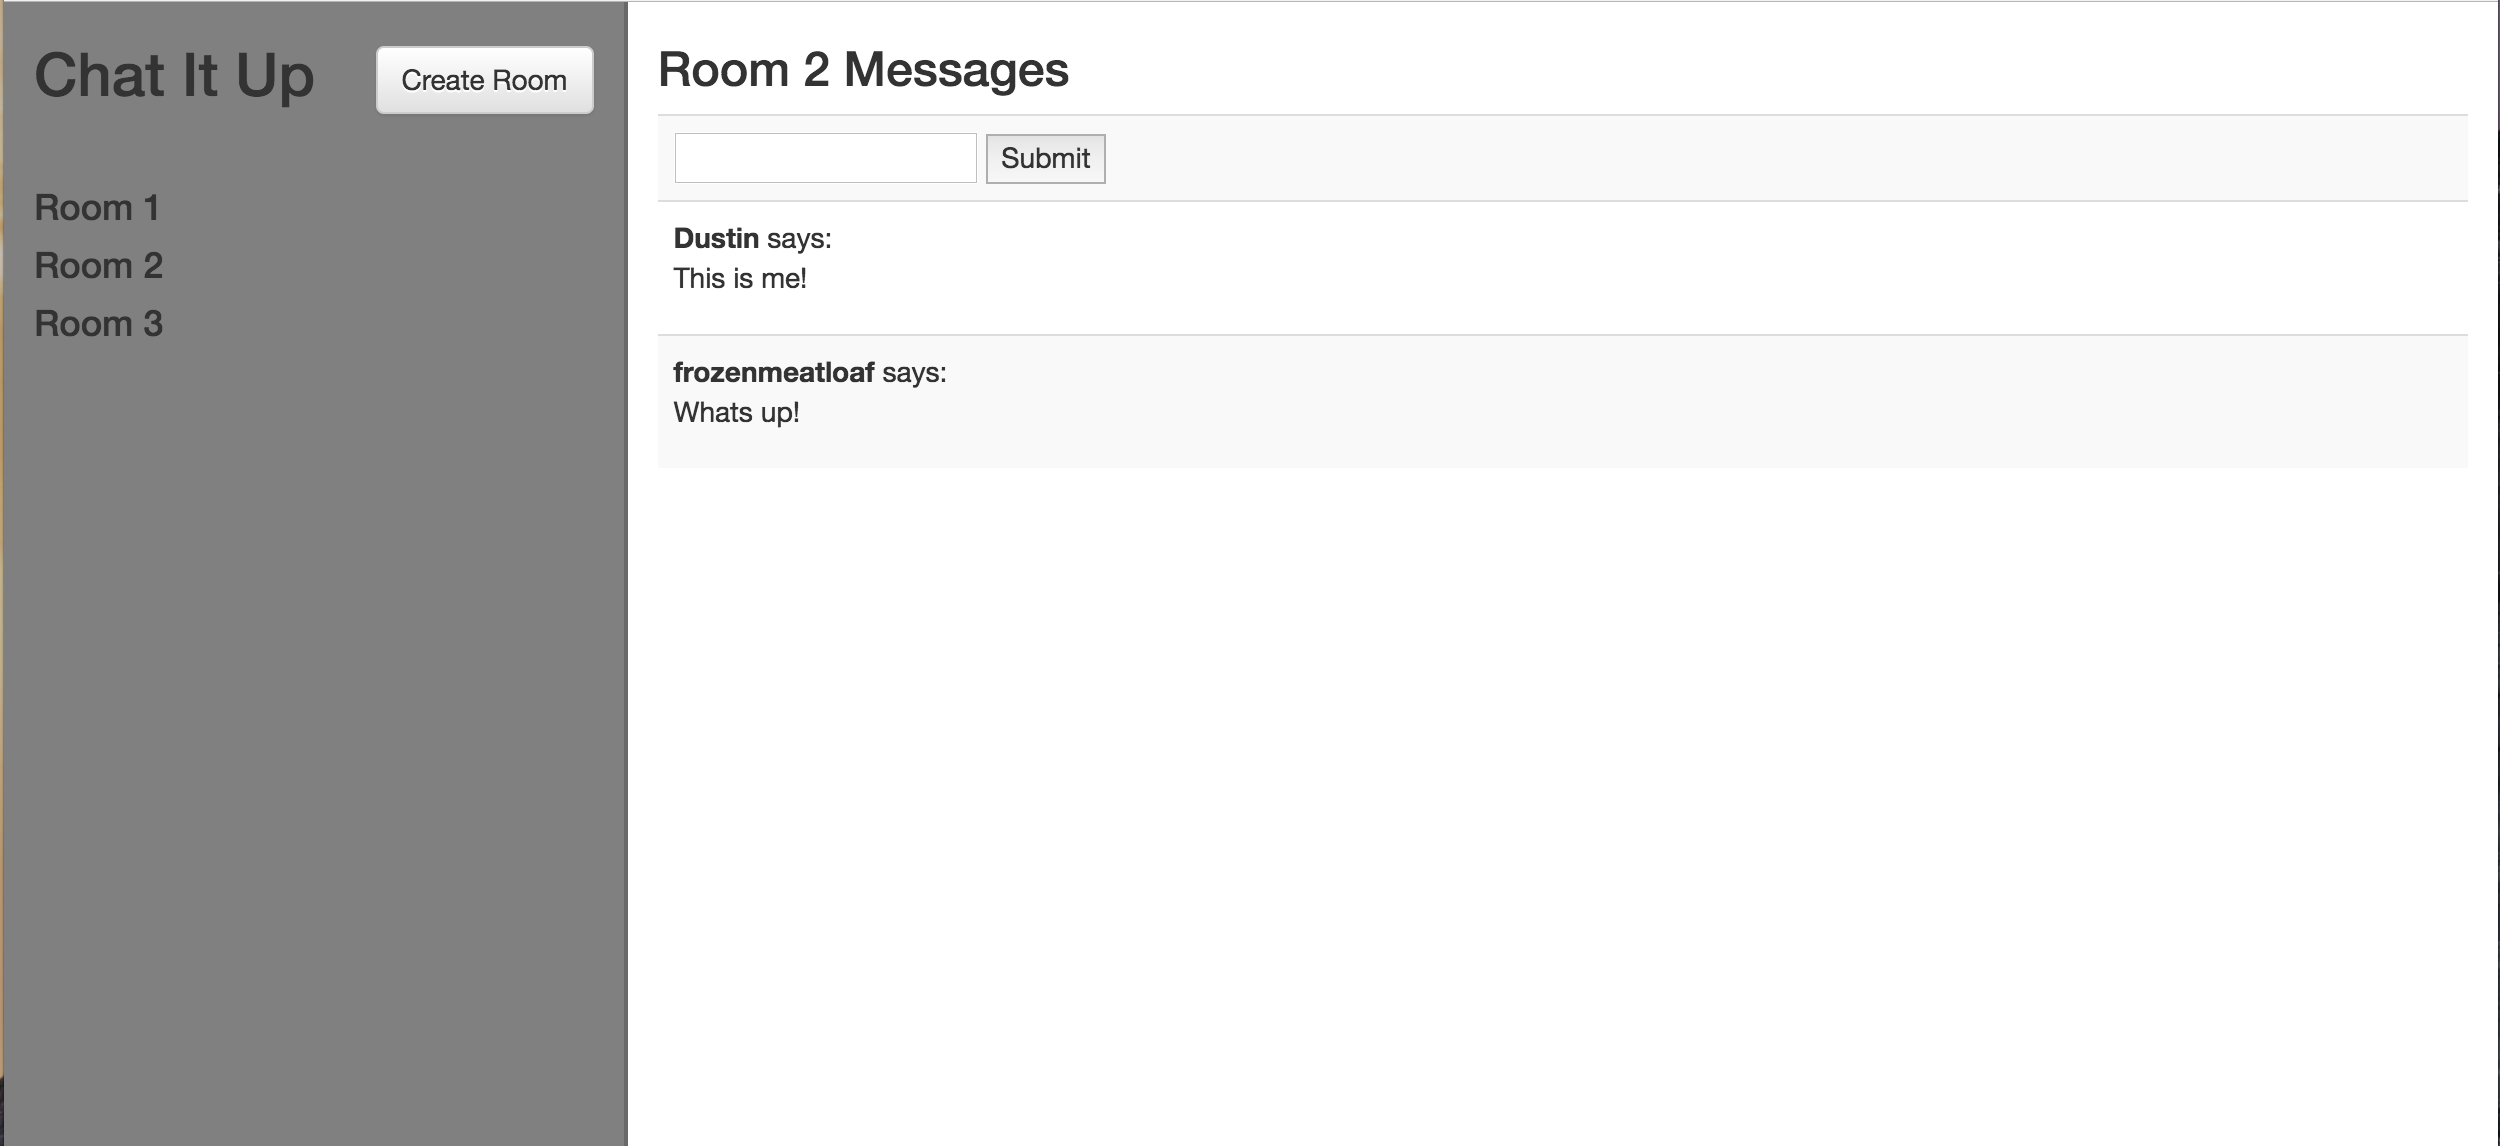 Chat It Up
Create Room
Room 1
Room 2
Room 3
Room 2 Messages
Submit
Dustin says:
This is me!
frozenmeatloaf says:
Whats up!